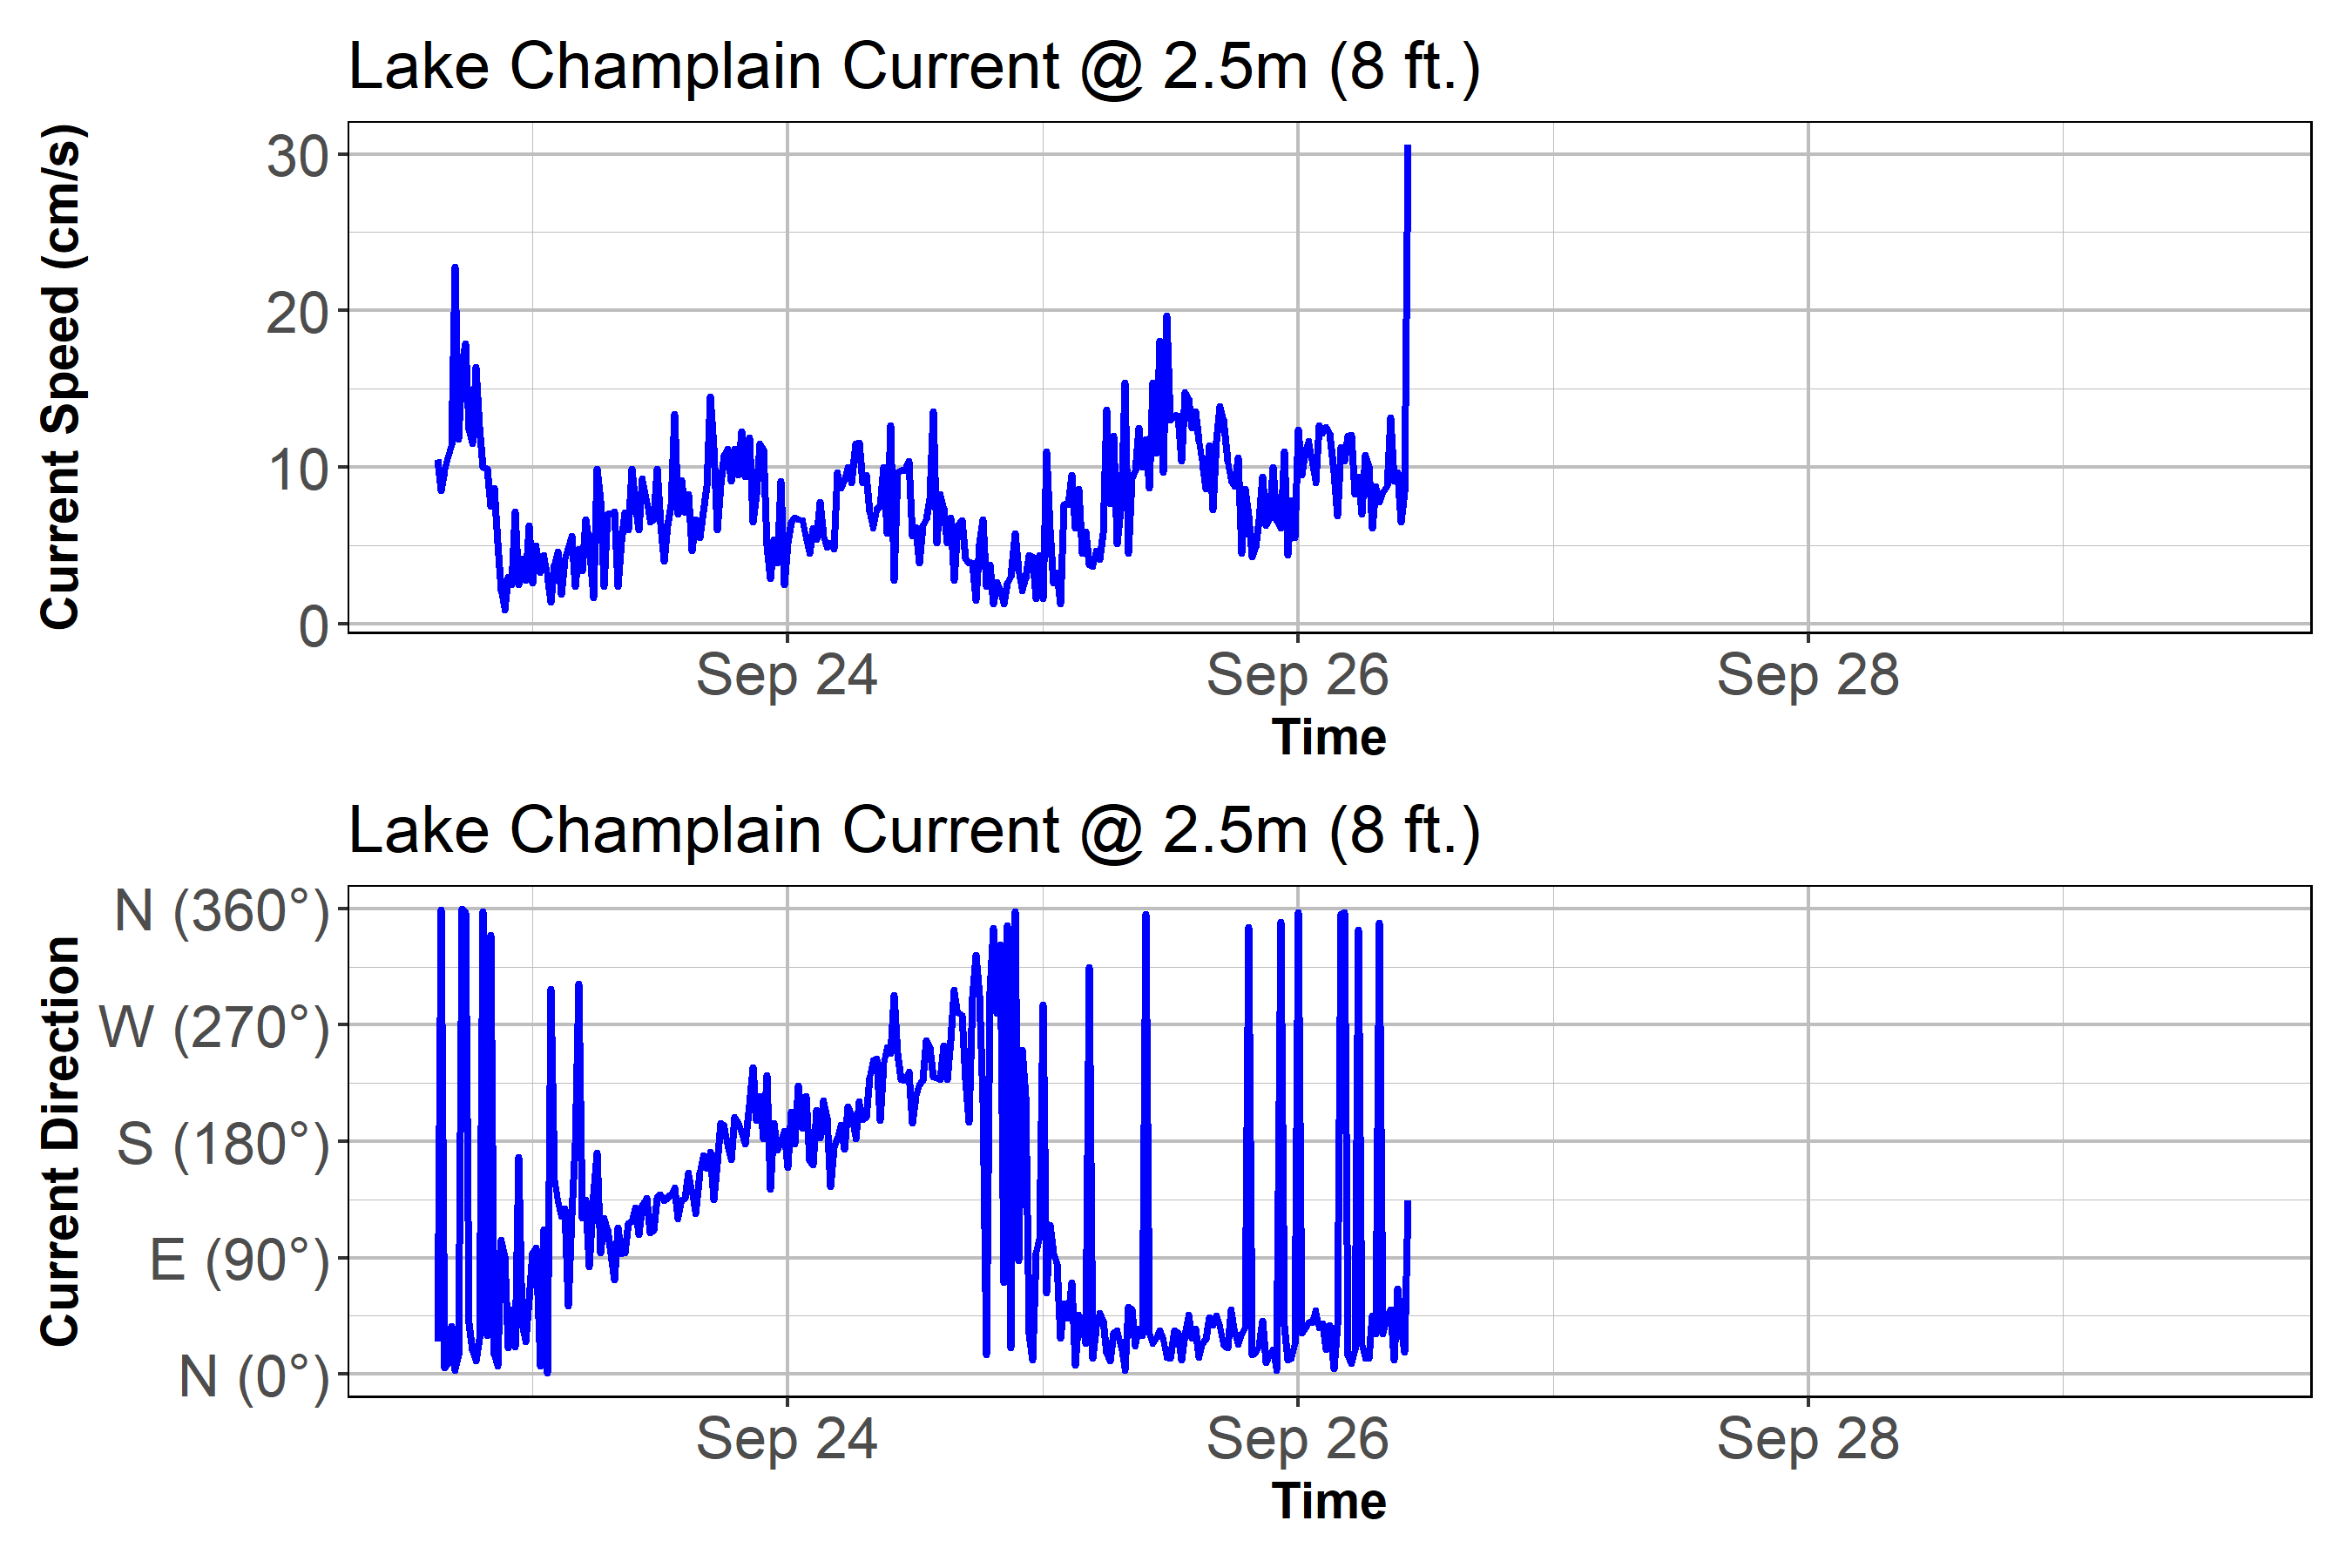 Lake Champlain Current @ 2.5m (8 ft.)
Current Speed (cm/s)
30
20
10
0
Sep 24 Sep 26 Sep 28
Time
Lake Champlain Current @ 2.5m (8 ft.)
Current Direction
N (360°)
W (270°)
S (180°)
E (90°)
N (0°)
Sep 24 Sep 26 Sep 28
Time